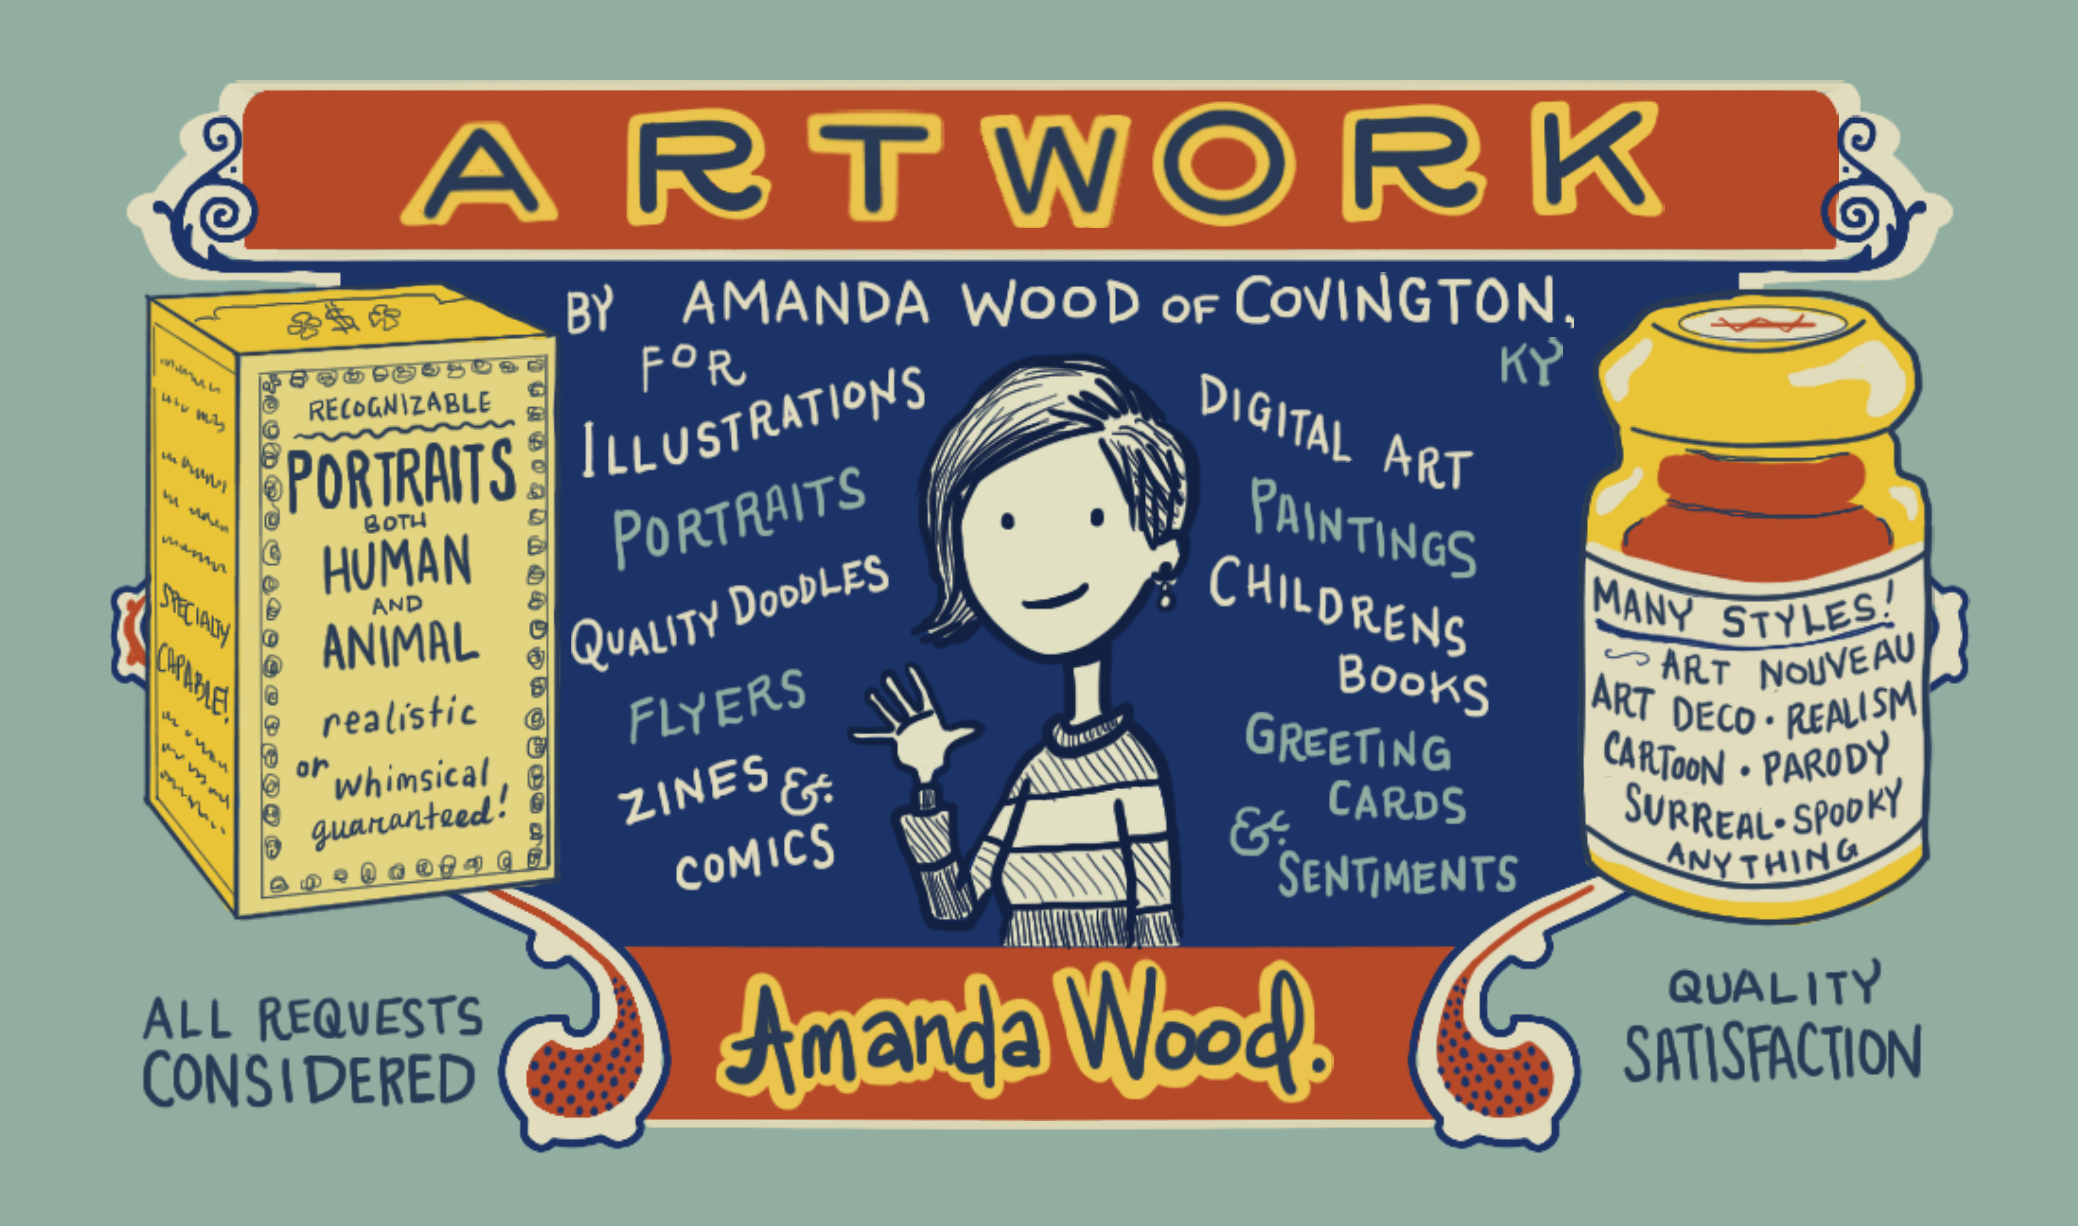 ARTWORK
BY AMANDA WOOD OF COVINGTON.
KY
FOR
ILLUSTRATIONS
PORTRAITS
QUALITY DOODLES
FLYERS
ZINES &
COMICS
DIGITAL ART
PAINTINGS
CHILDRENS
BOOKS
GREETING
CARDS
&
SENTIMENTS
$
SPECIALTY
CAPABLE!
RECOGNIZABLE
PORTRAITS
BOTH
HUMAN
AND
ANIMAL
realistic
or whimsical
guaranteed!
W
MANY STYLES!
ART NOUVEAU
ART DECO • REALISM
CARTOON • PARODY
SURREAL • SPOOKY
ANYTHING
ALL REQUESTS
CONSIDERED
Amanda Wood.
QUALITY
SATISFACTION